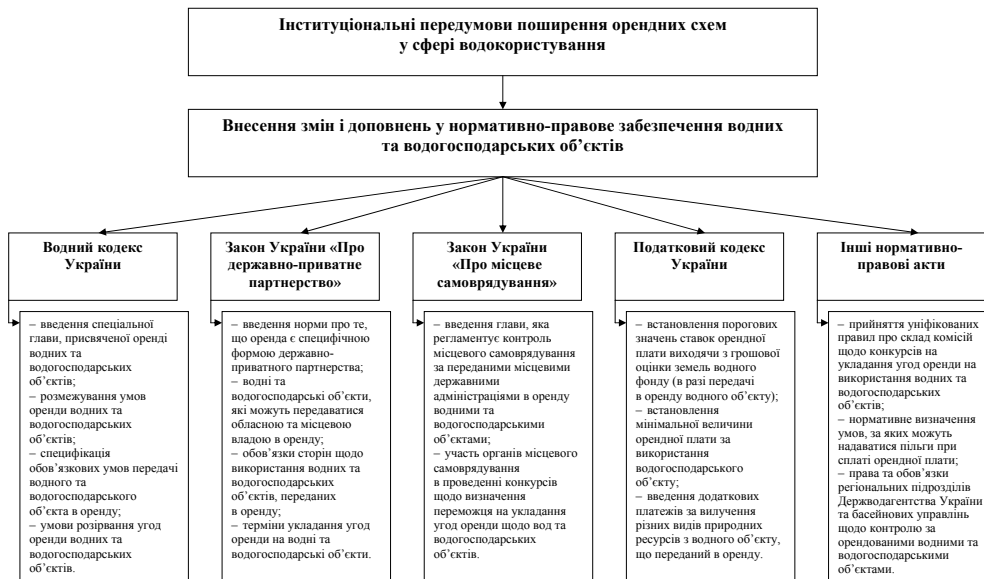 Інституціональні передумови поширення орендних схем
у сфері водокористування
Внесення змін і доповнень у нормативно-правове забезпечення водних
та водогосподарських об’єктів
Водний кодекс
України
– введення спеціальної
глави, присвяченої оренді
водних та
водогосподарських
об’єктів;
– розмежування умов
оренди водних та
водогосподарських
об’єктів;
– специфікація
обов’язкових умов передачі
водного та
водогосподарського
об’єкта в оренду;
– умови розірвання угод
оренди водних та
водогосподарських
об’єктів.
Закон України «Про
державно-приватне
партнерство»
– введення норми про те,
що оренда є специфічною
формою державно-
приватного партнерства;
– водні та
водогосподарські об’єкти,
які можуть передаватися
обласною та місцевою
владою в оренду;
– обов’язки сторін щодо
використання водних та
водогосподарських
об’єктів, переданих
в оренду;
– терміни укладання угод
оренди на водні та
водогосподарські об’єкти.
Закон України
«Про місцеве
самоврядування»
– введення глави, яка
регламентує контроль
місцевого самоврядування
за переданими місцевими
державними
адміністраціями в оренду
водними та
водогосподарськими
об’єктами;
– участь органів місцевого
самоврядування
в проведенні конкурсів
щодо визначення
переможця на укладання
угод оренди щодо вод та
водогосподарських
об’єктів.
Податковий кодекс
України
– встановлення порогових
значень ставок орендної
плати виходячи з грошової
оцінки земель водного
фонду (в разі передачі
в оренду водного об’єкту);
– встановлення
мінімальної величини
орендної плати за
використання
водогосподарського
об’єкту;
– введення додаткових
платежів за вилучення
різних видів природних
ресурсів з водного об’єкту,
що переданий в оренду.
Інші нормативно-
правові акти
– прийняття уніфікованих
правил про склад комісій
щодо конкурсів на
укладання угод оренди на
використання водних та
водогосподарських
об’єктів;
– нормативне визначення
умов, за яких можуть
надаватися пільги при
сплаті орендної плати;
– права та обов’язки
регіональних підрозділів
Держводагентства України
та басейнових управлінь
щодо контролю за
орендованими водними та
водогосподарськими
об’єктами.